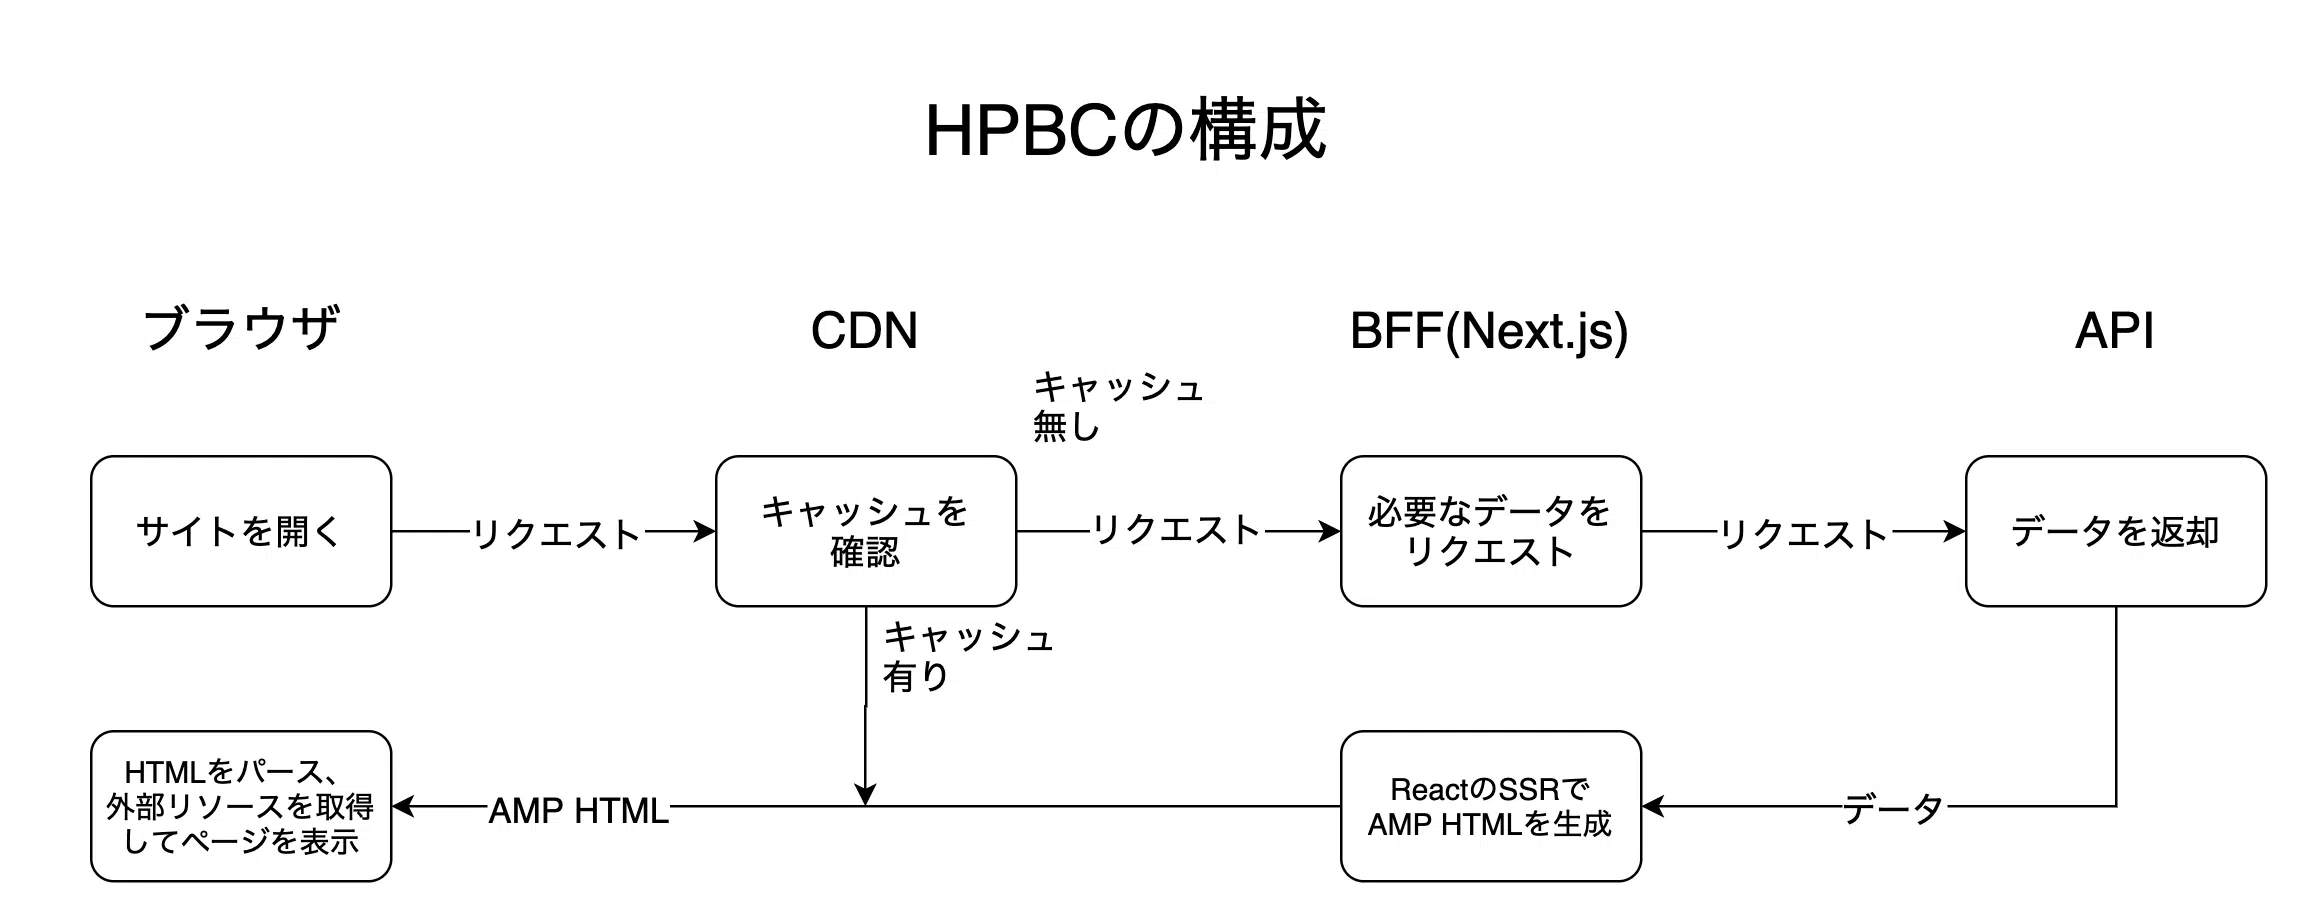 HPBCの構成
ブラウザ
CDN
BFF(Next.js)
API
キャッシュ
無し
サイトを開く
リクエスト
キャッシュを
確認
リクエスト
必要なデータを
リクエスト
リクエスト
データを返却
キャッシュ
有り
HTMLをパース、
外部リソースを取得
してページを表示
AMP HTML
ReactのSSRで
AMP HTMLを生成
データ